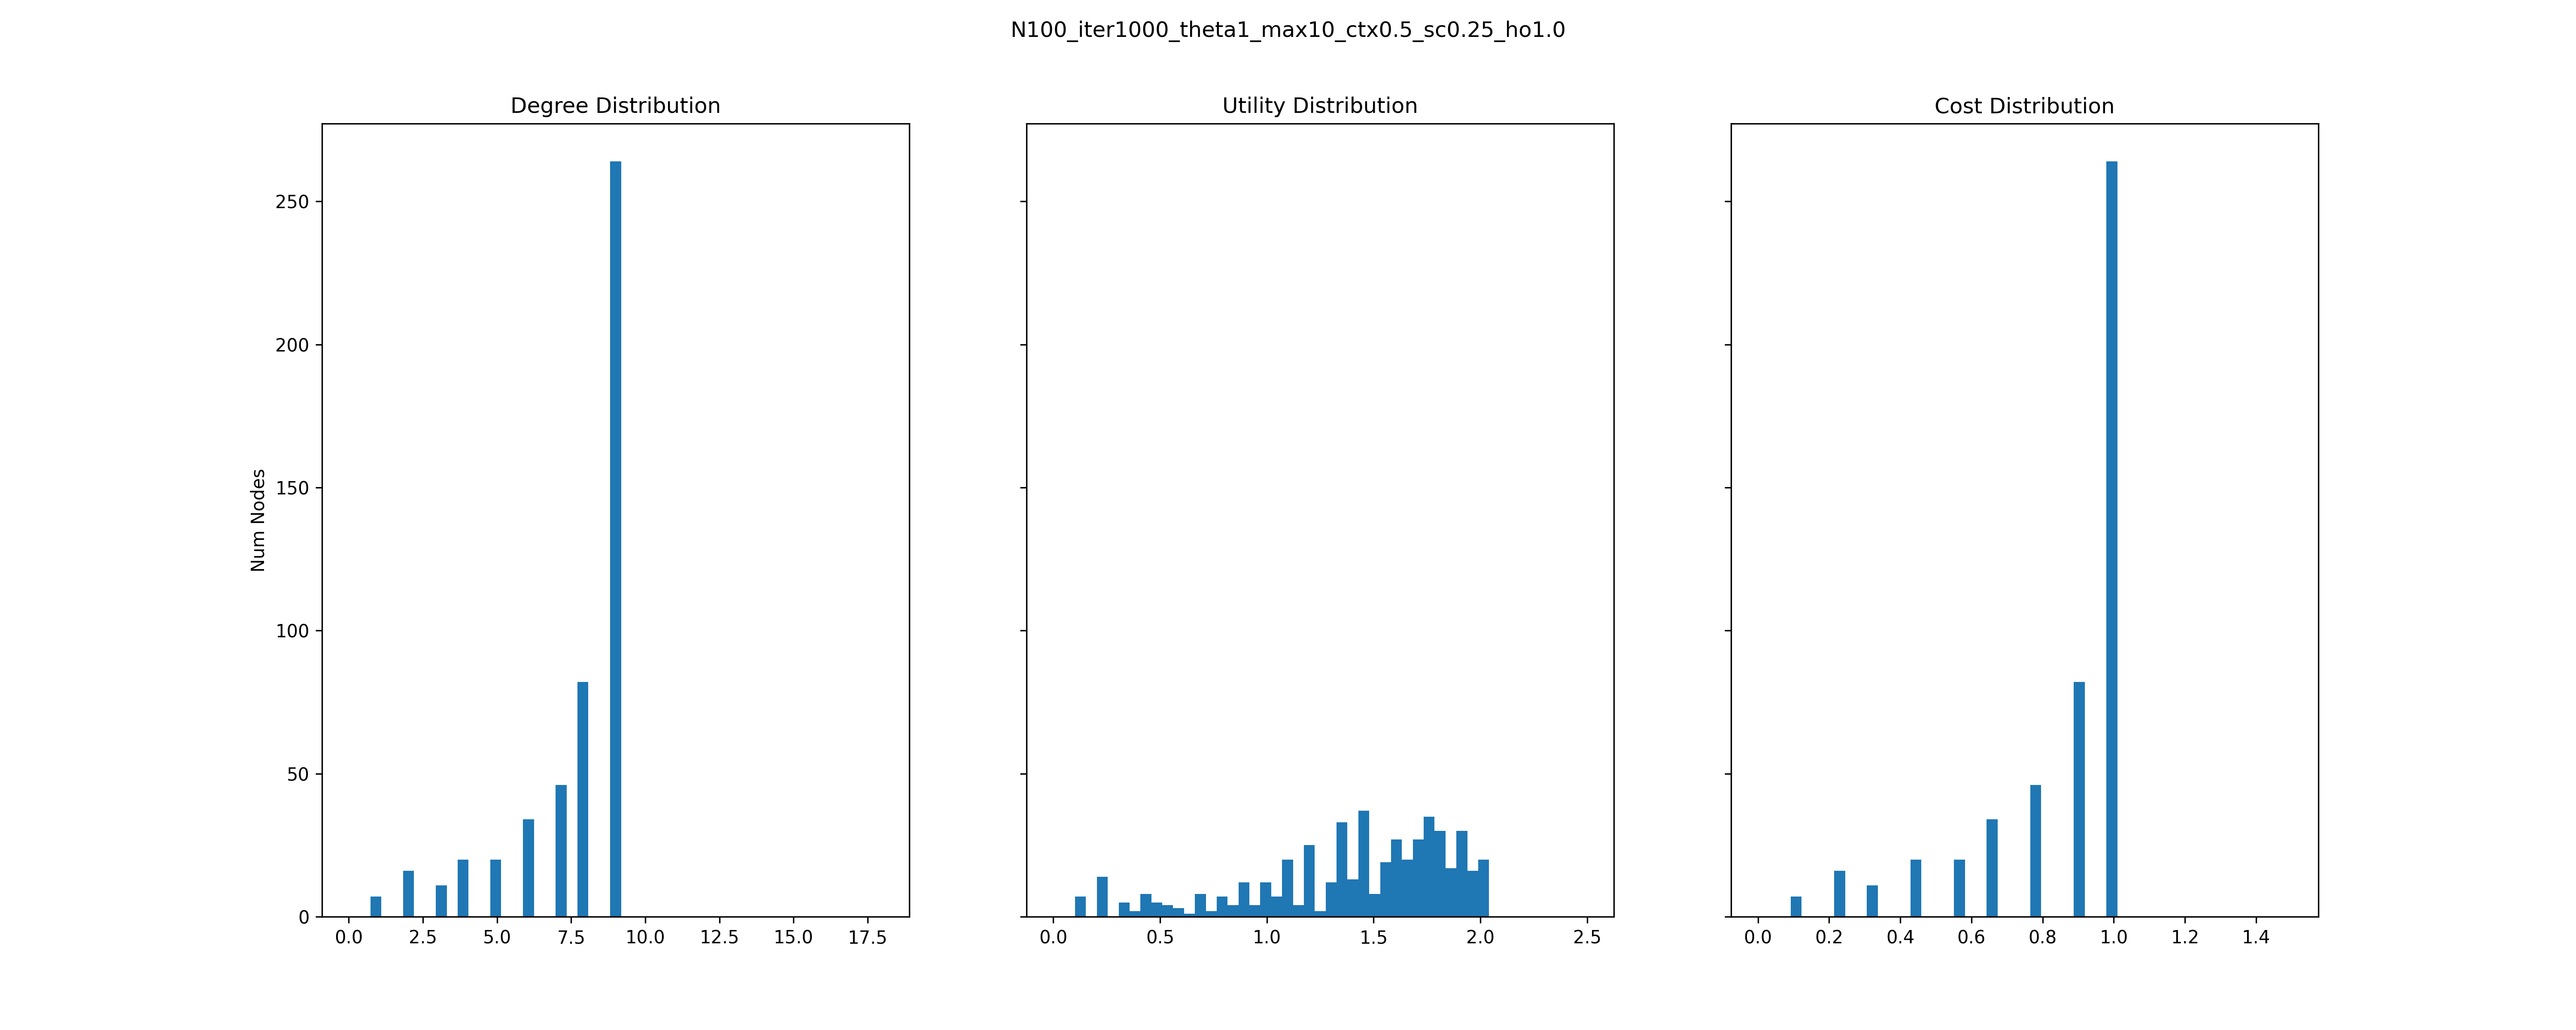 N100_iter1000_theta1_max10_ctx0.5_sc0.25_ho1.0
Degree Distribution
Utility Distribution
Cost Distribution
Num Nodes
250
200
150
100
50
0
0.0 2.5 5.0 7.5 10.0 12.5 15.0 17.5
0.0 0.5 1.0 1.5 2.0 2.5
0.0 0.2 0.4 0.6 0.8 1.0 1.2 1.4